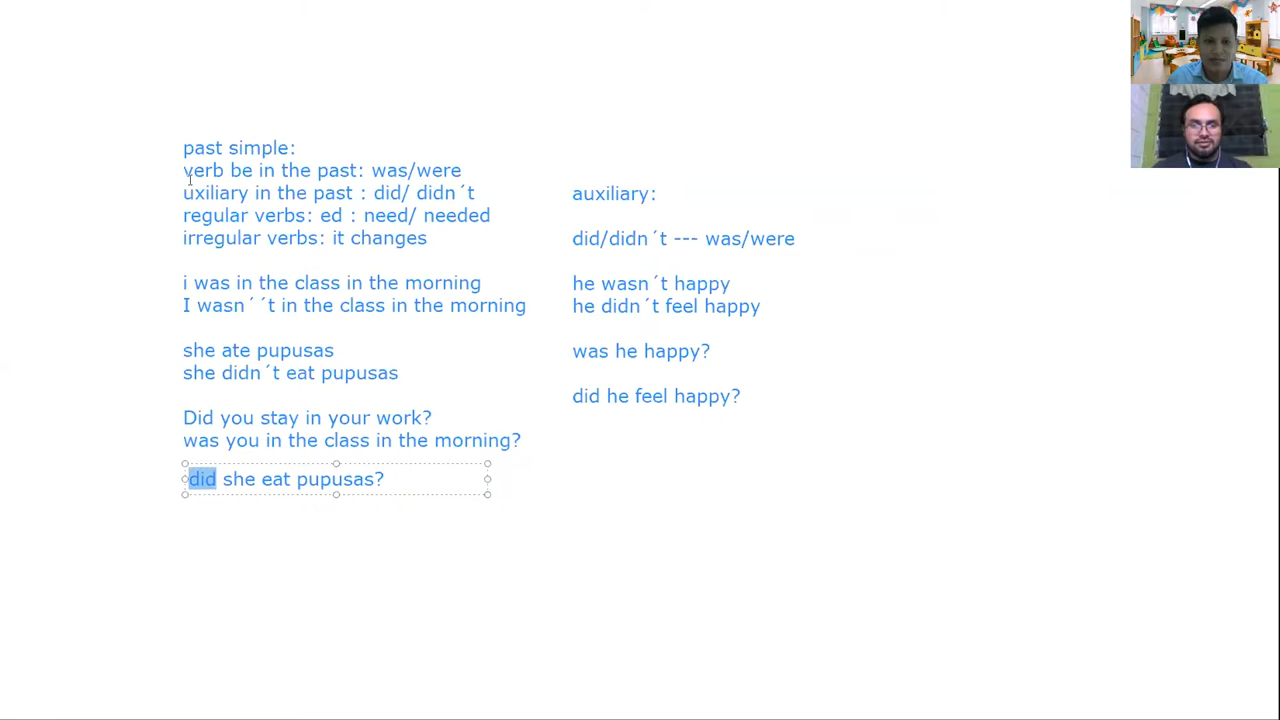 past simple:
verb be in the past: was/were
uxiliary in the past : did/ didn´t
regular verbs: ed : need/ needed
irregular verbs: it changes
i was in the class in the morning
I wasn´ ´t in the class in the morning
she ate pupusas
she didn´t eat pupusas
Did you stay in your work?
was you in the class in the morning?
did she eat pupusas?
auxiliary:
did/didn´t --- was/were
he wasn´t happy
he didn´t feel happy
was he happy?
did he feel happy?